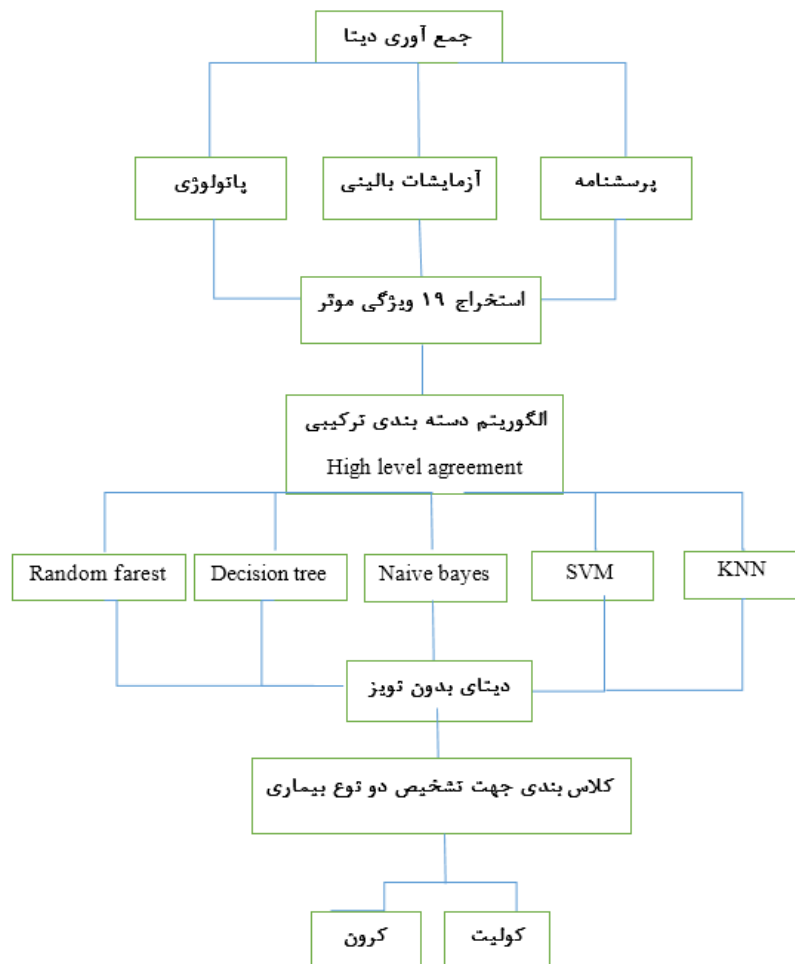 جمع آوری دیتا
پرسشنامه
آزمایشات بالینی
پاتولوژی
استخراج ۱۹ ویژگی موثر
الگوریتم دسته بندی ترکیبی
High level agreement
Random farest
Decision tree
Naive bayes
SVM
KNN
دیتای بدون نویز
کلاس بندی جهت تشخیص دو نوع بیماری
کولیت
کرون